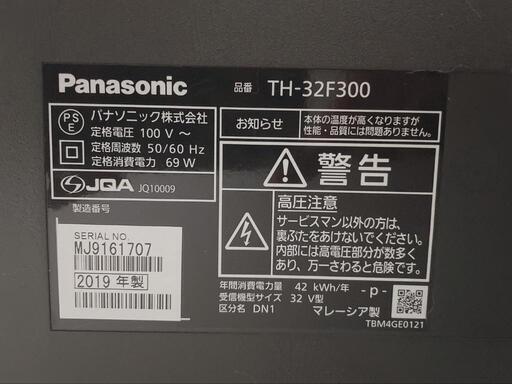 Panasonic
品番 TH-32F300
PS
E
パナソニック株式会社
定格電圧 100 V ～
定格周波数 50/60 Hz
定格消費電力 69 W
お知らせ
本体の温度が高くなりますが
性能・品質には問題ありません。
JQA JQ10009
製造番号
SERIAL NO.
MJ9161707
2019 年製
警告
高圧注意
サービスマン以外の方は、
裏ぶたをあけないでください。
内部には高電圧部分が数多く
あり、万一さわると危険です。
年間消費電力量 42 kWh/年
受信機型サイズ 32 V型
区分名 DN1
-p-
マレーシア製
TBM4GE0121